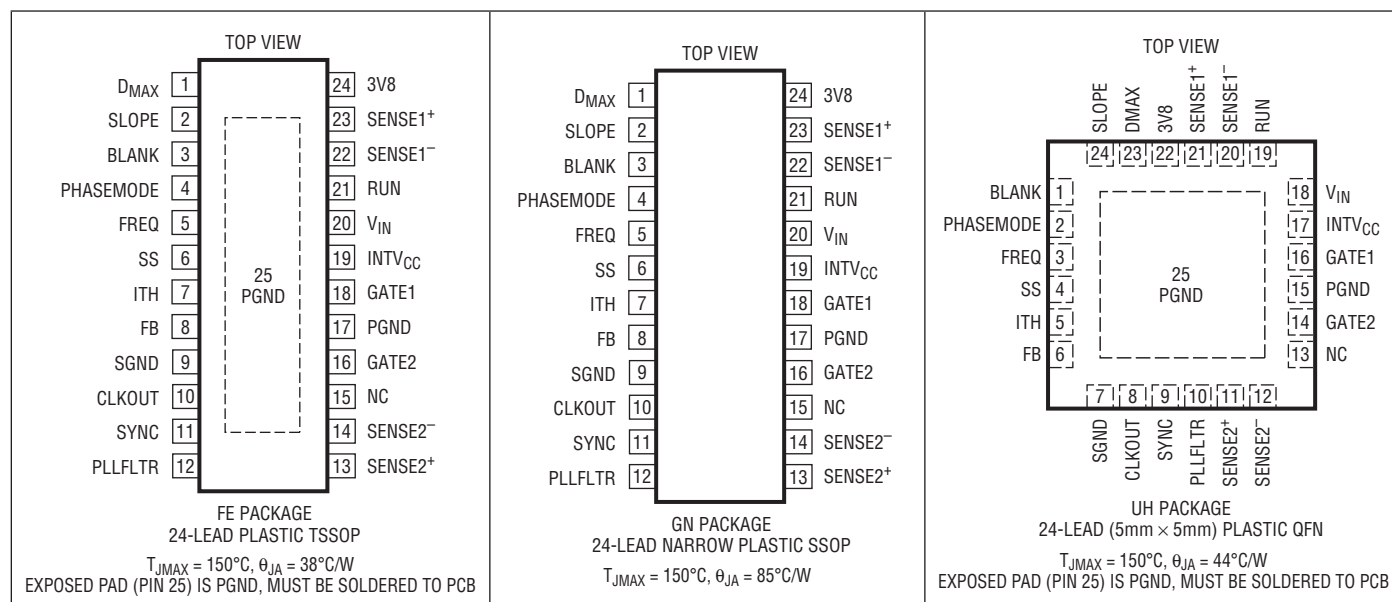 TOP VIEW
DMAX 1 24 3V8
SLOPE 2 23 SENSE1+
BLANK 3 22 SENSE1–
PHASEMODE 4 21 RUN
FREQ 5 20 VIN
SS 6 19 INTVCC
ITH 7 18 GATE1
FB 8 17 PGND
SGND 9 16 GATE2
CLKOUT 10 15 NC
SYNC 11 14 SENSE2–
PLLFLTR 12 13 SENSE2+
25
PGND
FE PACKAGE
24-LEAD PLASTIC TSSOP
TJMAX = 150°C, θJA = 38°C/W
EXPOSED PAD (PIN 25) IS PGND, MUST BE SOLDERED TO PCB
TOP VIEW
DMAX 1 24 3V8
SLOPE 2 23 SENSE1+
BLANK 3 22 SENSE1–
PHASEMODE 4 21 RUN
FREQ 5 20 VIN
SS 6 19 INTVCC
ITH 7 18 GATE1
FB 8 17 PGND
SGND 9 16 GATE2
CLKOUT 10 15 NC
SYNC 11 14 SENSE2–
PLLFLTR 12 13 SENSE2+
GN PACKAGE
24-LEAD NARROW PLASTIC SSOP
TJMAX = 150°C, θJA = 85°C/W
TOP VIEW
SLOPE DMAX 3V8 SENSE1+ SENSE1– RUN
24 23 22 21 20 19
BLANK 1 18 VIN
PHASEMODE 2 17 INTVCC
FREQ 3 16 GATE1
SS 4 15 PGND
ITH 5 14 GATE2
FB 6 13 NC
25
PGND
7 8 9 10 11 12
SGND CLKOUT SYNC PLLFLTR SENSE2+ SENSE2–
UH PACKAGE
24-LEAD (5mm × 5mm) PLASTIC QFN
TJMAX = 150°C, θJA = 44°C/W
EXPOSED PAD (PIN 25) IS PGND, MUST BE SOLDERED TO PCB